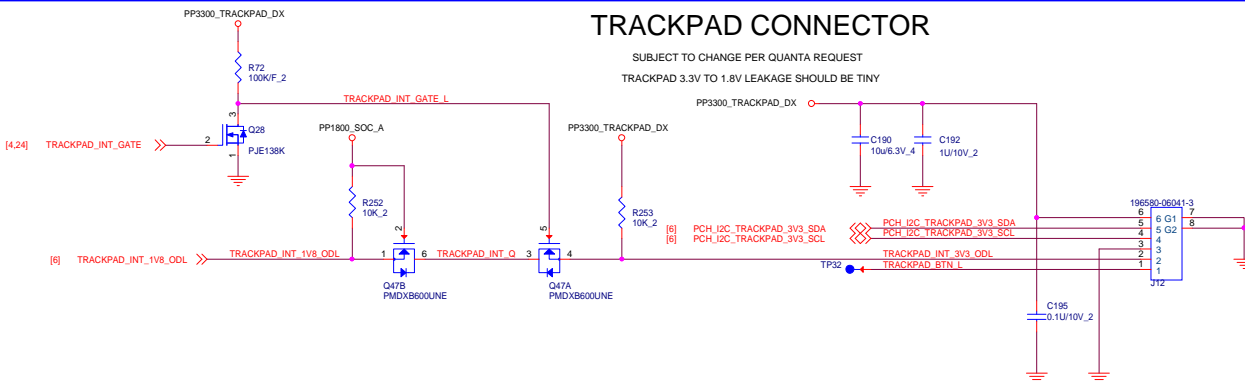 TRACKPAD CONNECTOR
SUBJECT TO CHANGE PER QUANTA REQUEST
TRACKPAD 3.3V TO 1.8V LEAKAGE SHOULD BE TINY
PP3300_TRACKPAD_DX
R72
100K/F_2
TRACKPAD_INT_GATE_L
3
Q28
PJE138K
2
1
[4,24] TRACKPAD_INT_GATE
PP1800_SOC_A
PP3300_TRACKPAD_DX
PP3300_TRACKPAD_DX
C190
10u/6.3V_4
C192
1U/10V_2
R252
10K_2
R253
10K_2
2
5
[6] TRACKPAD_INT_1V8_ODL
TRACKPAD_INT_1V8_ODL
1
6
TRACKPAD_INT_Q
3
4
Q47B
PMDXB600UNE
Q47A
PMDXB600UNE
[6] PCH_I2C_TRACKPAD_3V3_SDA
[6] PCH_I2C_TRACKPAD_3V3_SCL
PCH_I2C_TRACKPAD_3V3_SDA
PCH_I2C_TRACKPAD_3V3_SCL
TRACKPAD_INT_3V3_ODL
TP32
TRACKPAD_BTN_L
196580-06041-3
6 6 G1 7
5 5 G2 8
4 4
3 3
2 2
1 1
J12
C195
0.1U/10V_2